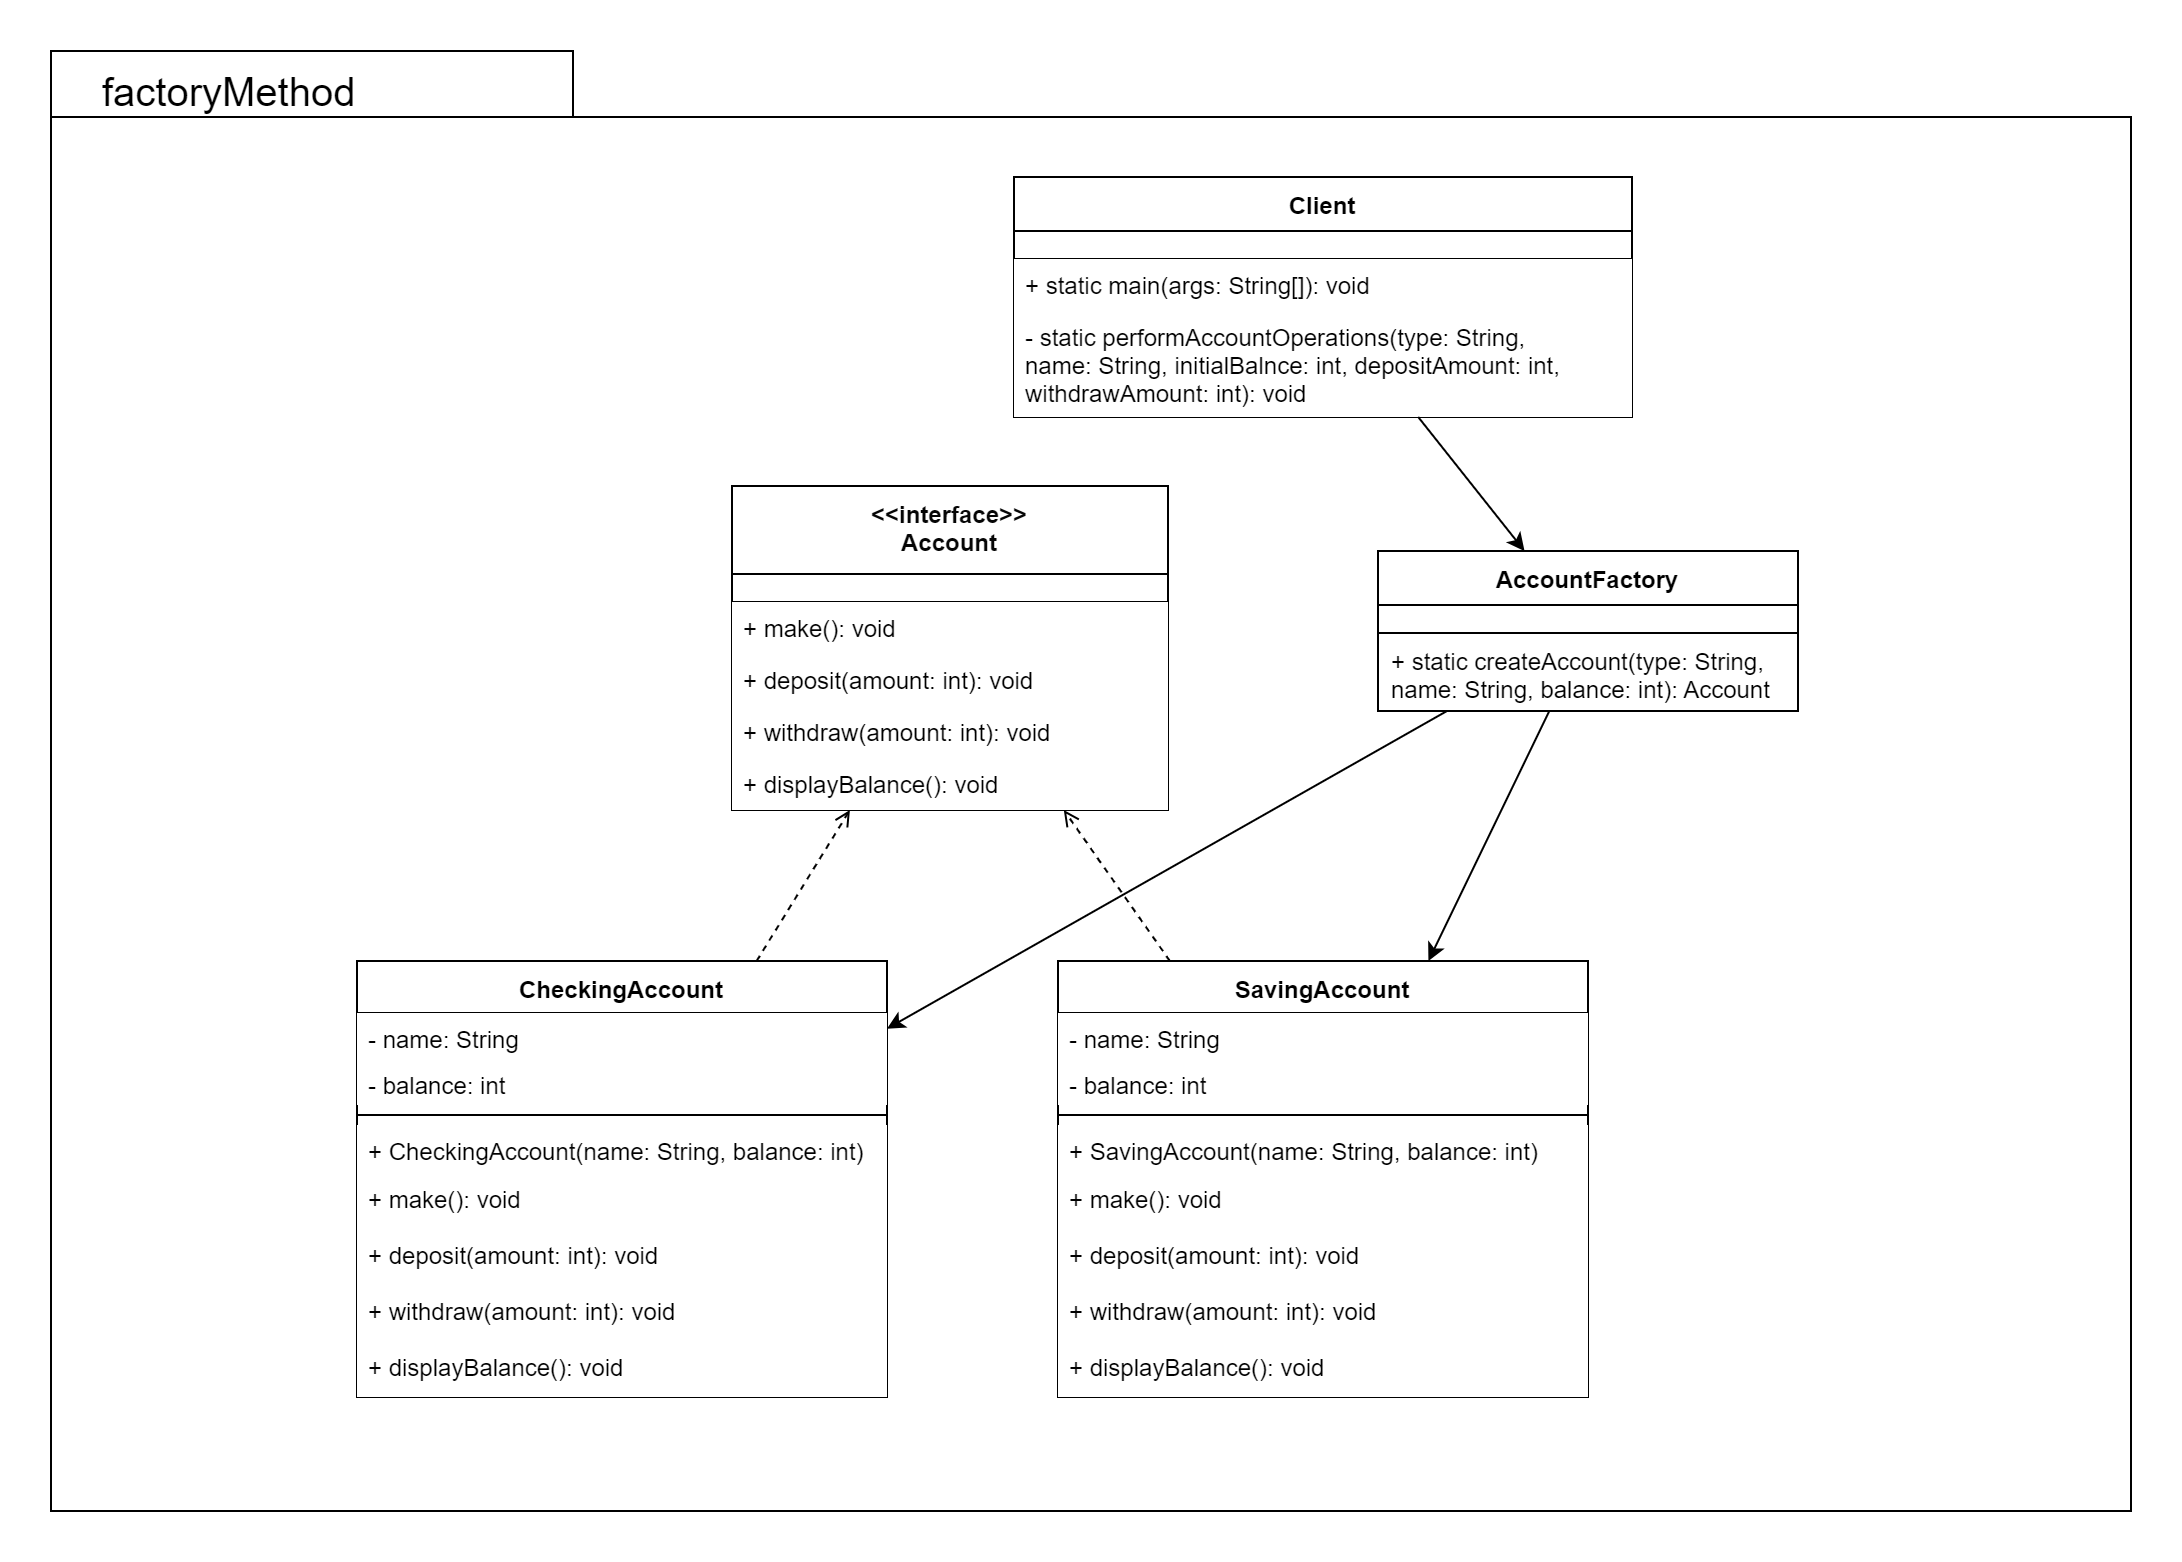 factoryMethod
Client
+ static main(args: String[]): void
- static performAccountOperations(type: String,
name: String, initialBalnce: int, depositAmount: int,
withdrawAmount: int): void
<<interface>>
Account
+ make(): void
+ deposit(amount: int): void
+ withdraw(amount: int): void
+ displayBalance(): void
AccountFactory
+ static createAccount(type: String,
name: String, balance: int): Account
CheckingAccount
- name: String
- balance: int
+ CheckingAccount(name: String, balance: int)
+ make(): void
+ deposit(amount: int): void
+ withdraw(amount: int): void
+ displayBalance(): void
SavingAccount
- name: String
- balance: int
+ SavingAccount(name: String, balance: int)
+ make(): void
+ deposit(amount: int): void
+ withdraw(amount: int): void
+ displayBalance(): void